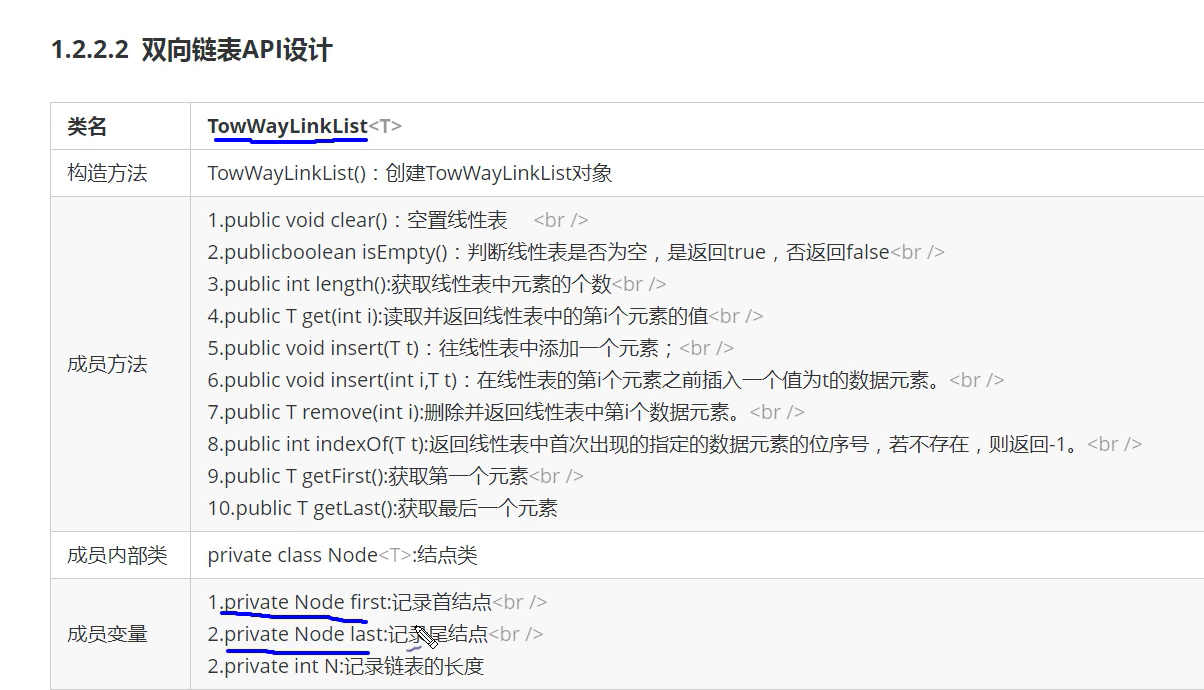 1.2.2.2 双向链表API设计
类名 TowWayLinkList<T>
构造方法 TowWayLinkList()：创建TowWayLinkList对象
成员方法
1.public void clear()：空置线性表 <br />
2.publicboolean isEmpty()：判断线性表是否为空，是返回true，否返回false<br />
3.public int length():获取线性表中元素的个数<br />
4.public T get(int i):读取并返回线性表中的第i个元素的值<br />
5.public void insert(T t)：往线性表中添加一个元素；<br />
6.public void insert(int i,T t)：在线性表的第i个元素之前插入一个值为t的数据元素。<br />
7.public T remove(int i):删除并返回线性表中第i个数据元素。<br />
8.public int indexOf(T t):返回线性表中首次出现的指定的数据元素的位序号，若不存在，则返回-1。<br />
9.public T getFirst():获取第一个元素<br />
10.public T getLast():获取最后一个元素
成员内部类 private class Node<T>:结点类
成员变量
1.private Node first:记录首结点<br />
2.private Node last:记录尾结点<br />
2.private int N:记录链表的长度